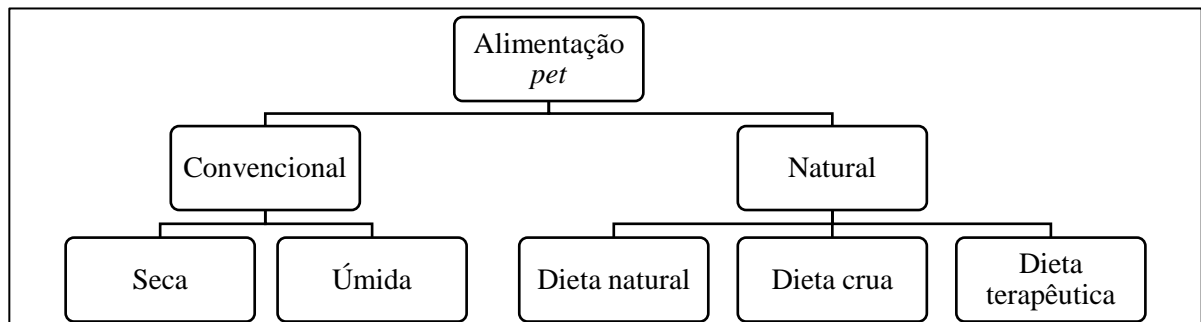 Alimentação
pet
Convencional
Natural
Seca
Úmida
Dieta natural
Dieta crua
Dieta
terapêutica